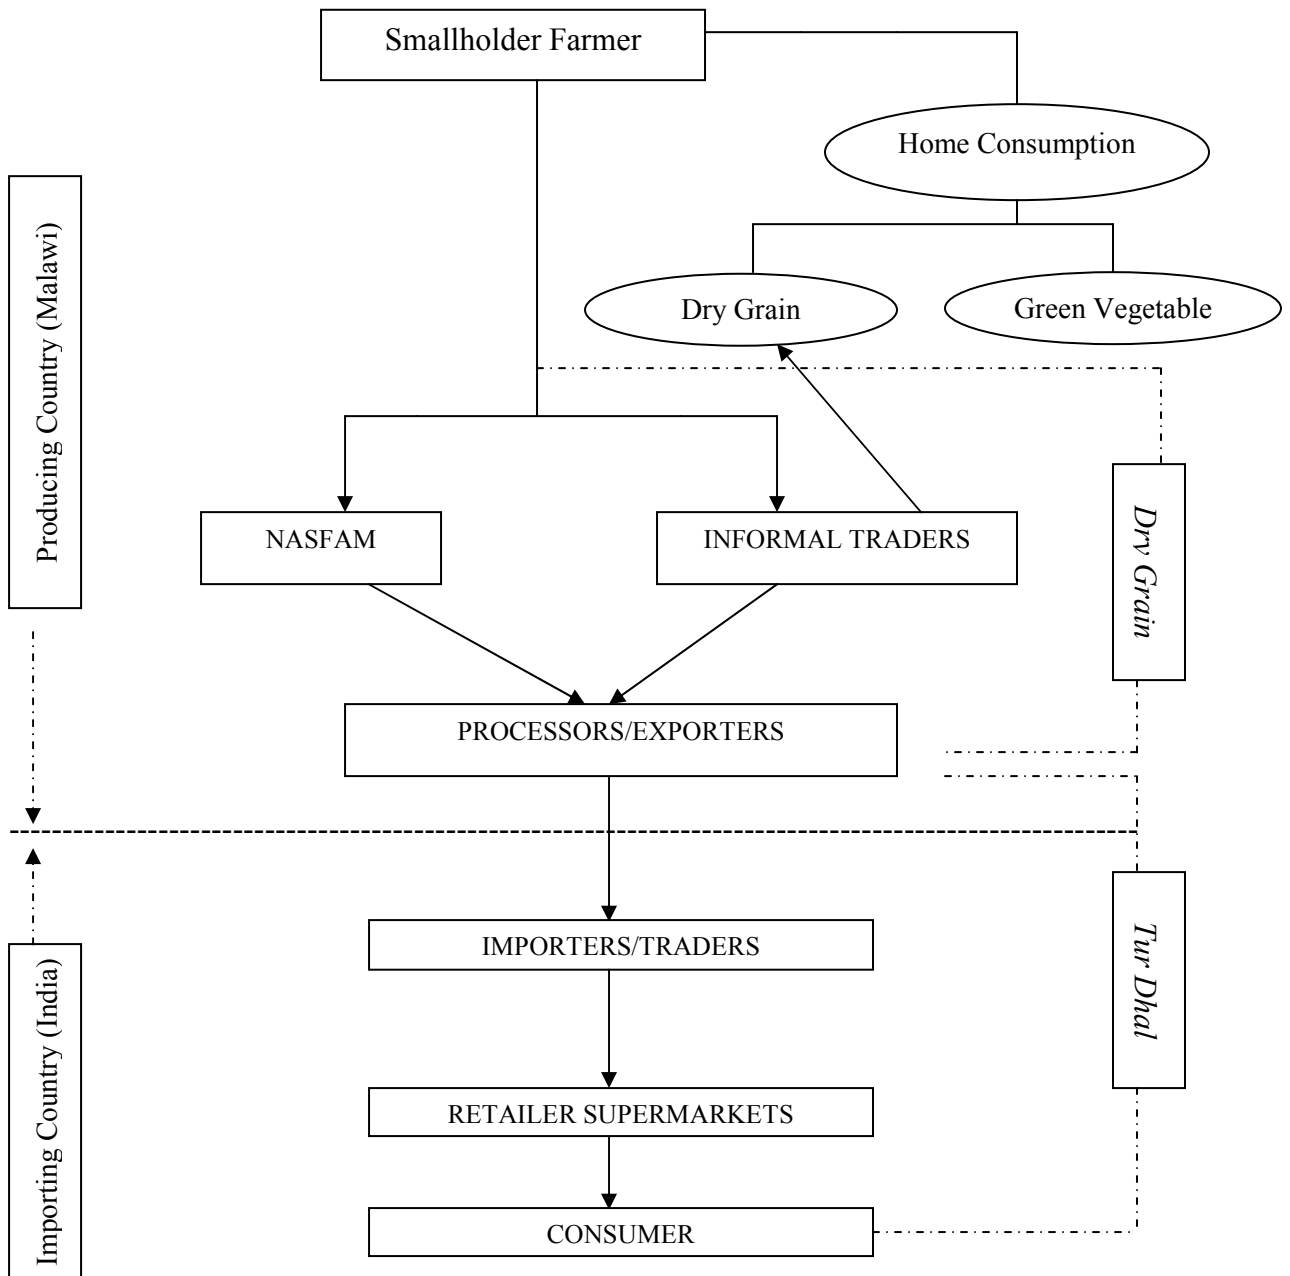 Smallholder Farmer
Home Consumption
Producing Country (Malawi)
Dry Grain
Green Vegetable
NASFAM
INFORMAL TRADERS
Drv Grain
PROCESSORS/EXPORTERS
IMPORTERS/TRADERS
Tur Dhal
Importing Country (India)
RETAILER SUPERMARKETS
CONSUMER